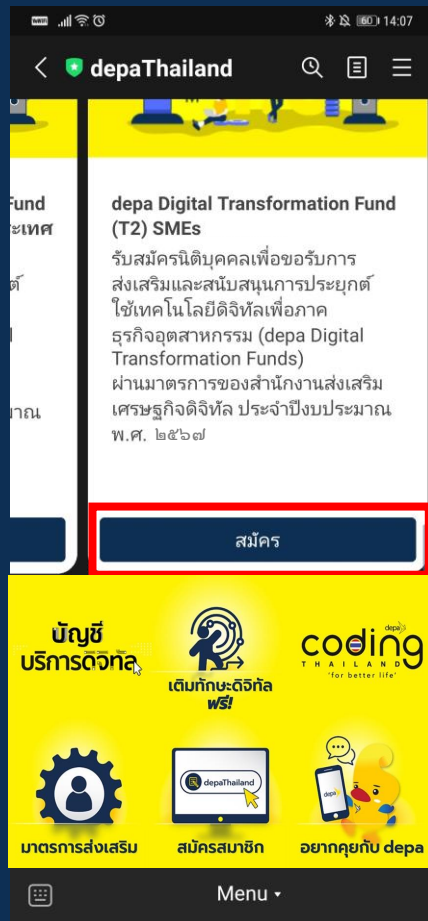 60 14:07
depaThailand
Fund
ะเทศ
ต์
าณ
depa Digital Transformation Fund
(T2) SMEs
รับสมัครนิติบุคคลเพื่อขอรับการ
ส่งเสริมและสนับสนุนการประยุกต์
ใช้เทคโนโลยีดิจิทัลเพื่อภาค
ธุรกิจอุตสาหกรรม (depa Digital
Transformation Funds)
ผ่านมาตรการของสำนักงานส่งเสริม
เศรษฐกิจดิจิทัล ประจำปีงบประมาณ
พ.ศ. ๒๕๖๗
สมัคร
บัญชี
บริการดิจิทัล
เติมทักษะดิจิทัล
ฟรี!
depa
coding
THAILAND
'for better life'
มาตรการส่งเสริม
depaThailand
สมัครสมาชิก
depa
อยากคุยกับ depa
Menu